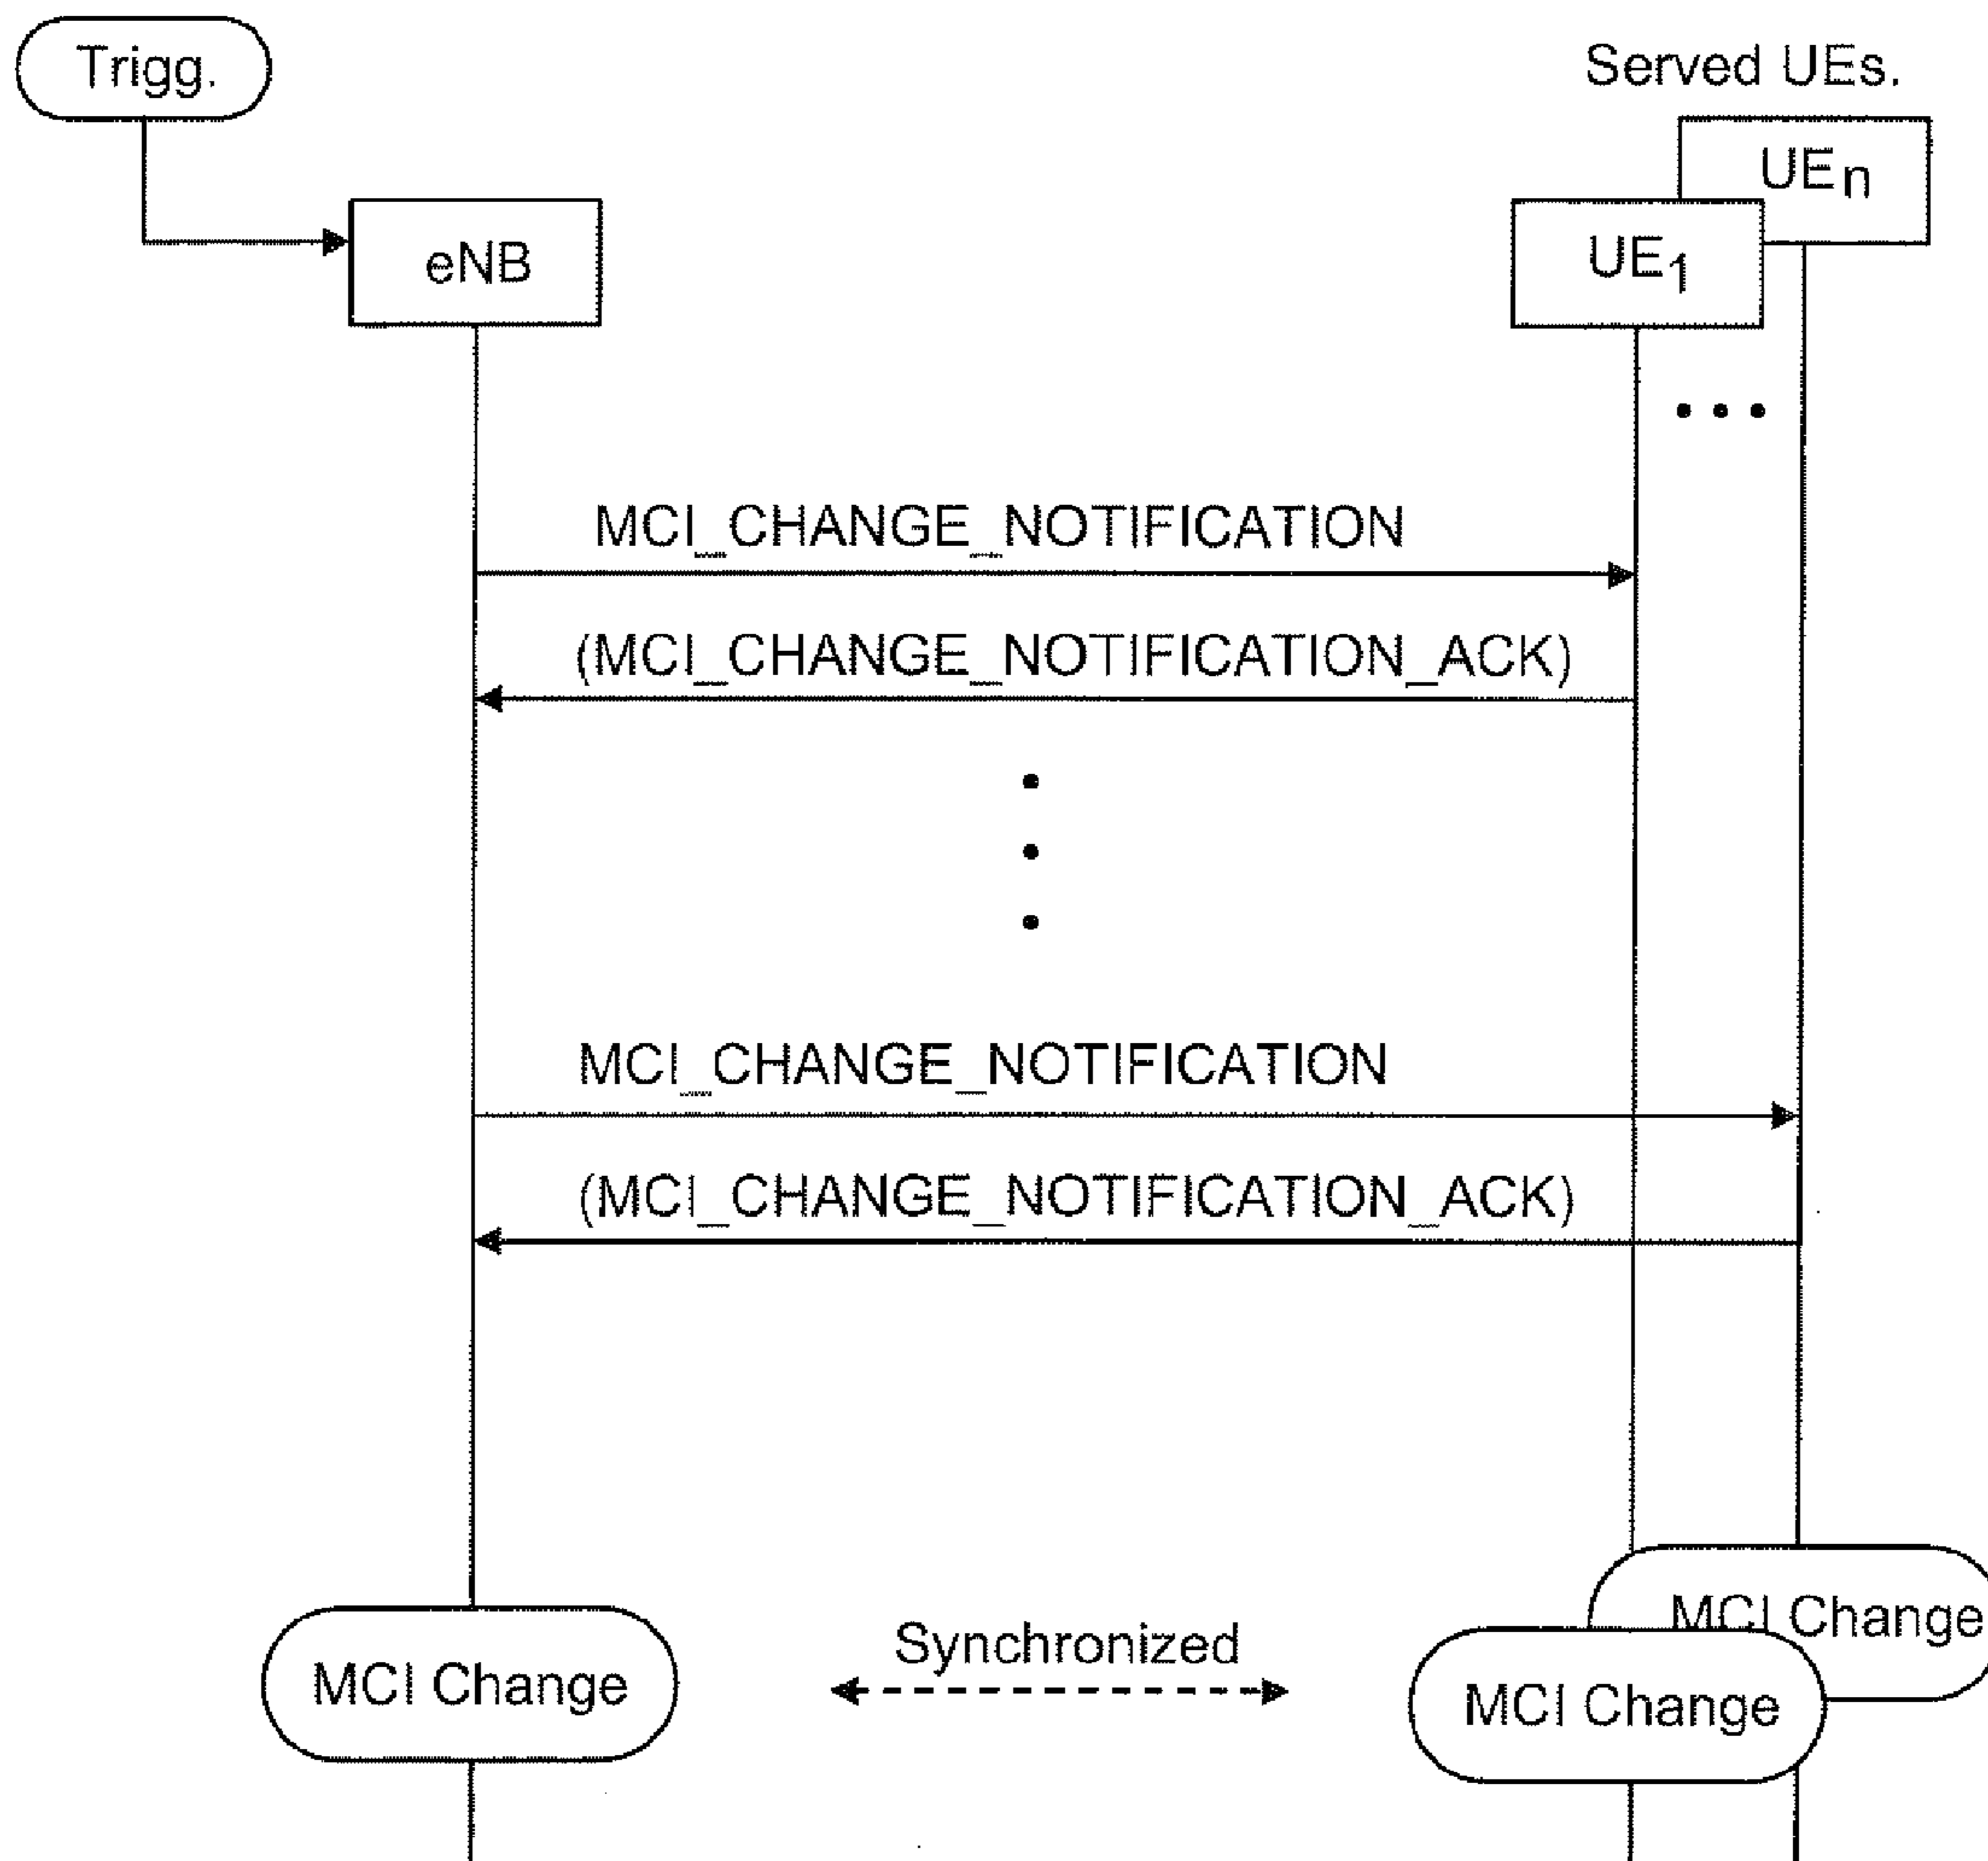 Trigg.
Served UEs.
UEn
UE1
eNB
MCI_CHANGE_NOTIFICATION
(MCI_CHANGE_NOTIFICATION_ACK)
MCI_CHANGE_NOTIFICATION
(MCI_CHANGE_NOTIFICATION_ACK)
MCI Change
Synchronized
MCI Change
MCI Change